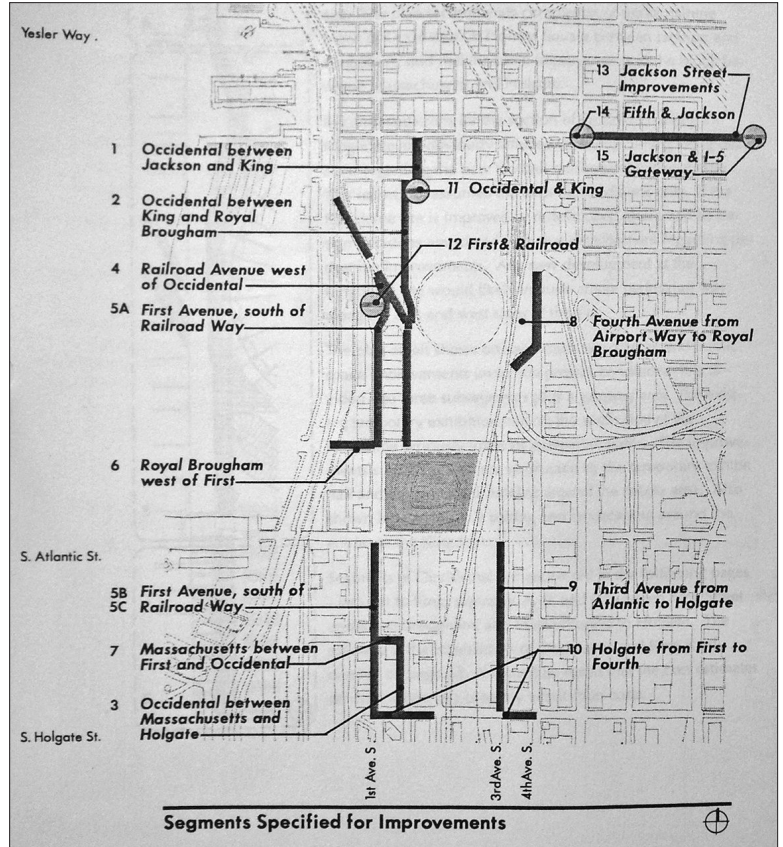 Yesler Way.
13 Jackson Street
Improvements
14 Fifth & Jackson
15 Jackson & I-5
Gateway
1 Occidental between
Jackson and King
11 Occidental & King
2 Occidental between
King and Royal
Brougham
12 First & Railroad
4 Railroad Avenue west
of Occidental
5A First Avenue, south of
Railroad Way
8 Fourth Avenue from
Airport Way to Royal
Brougham
6 Royal Brougham
west of First
S. Atlantic St.
5B First Avenue, south of
5C Railroad Way
9 Third Avenue from
Atlantic to Holgate
7 Massachusetts between
First and Occidental
10 Holgate from First to
Fourth
3 Occidental between
Massachusetts and
Holgate
S. Holgate St.
1st Ave. S.
3rd Ave. S.
4th Ave. S.
Segments Specified for Improvements